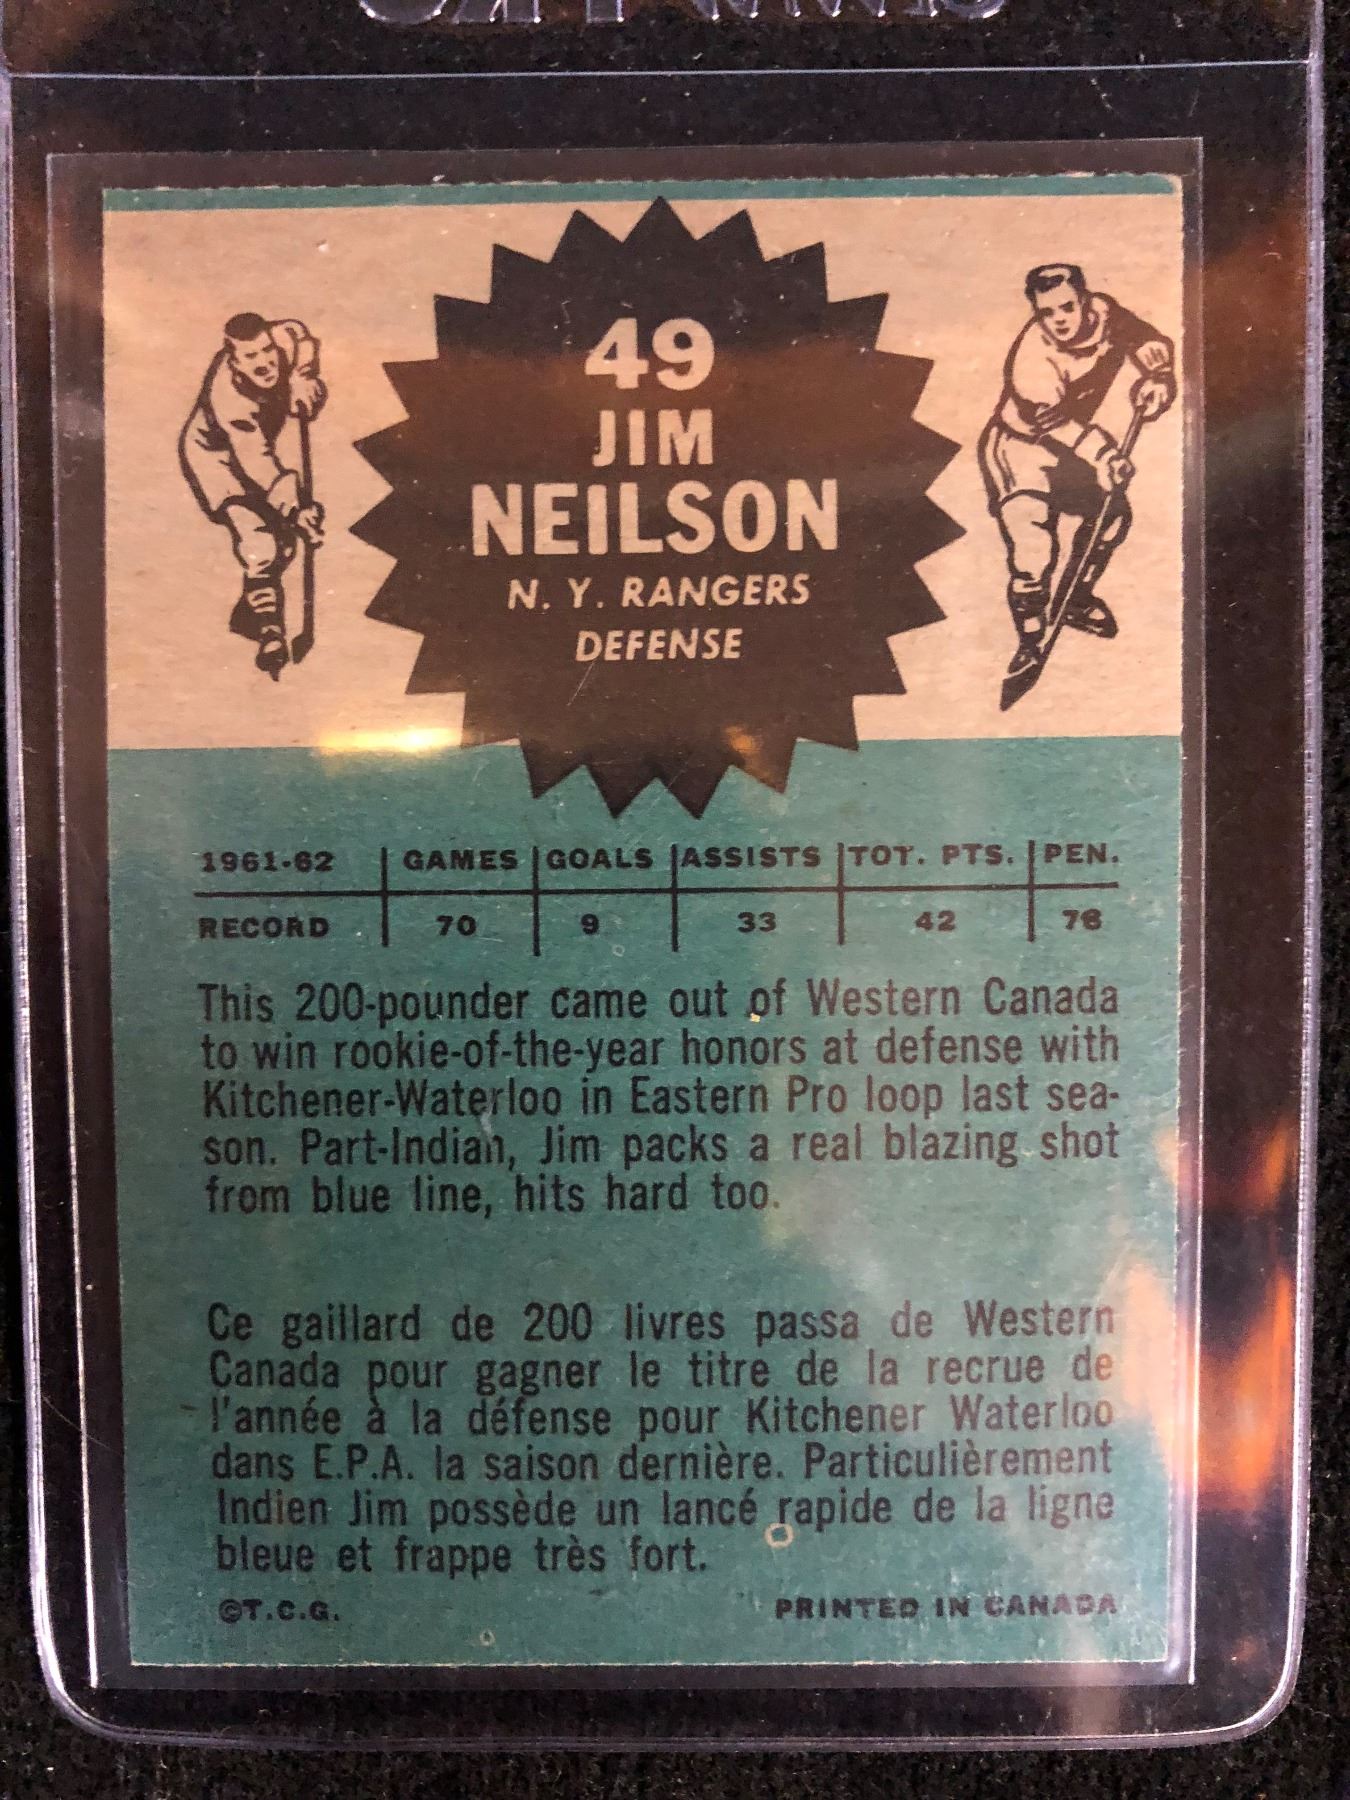 49
JIM
NEILSON
N. Y. RANGERS
DEFENSE
1961-62 GAMES GOALS ASSISTS TOT. PTS. PEN.
RECORD 70 9 33 42 78
This 200-pounder came out of Western Canada
to win rookie-of-the-year honors at defense with
Kitchener-Waterloo in Eastern Pro loop last sea-
son. Part-Indian, Jim packs a real blazing shot
from blue line, hits hard too.
Ce gaillard de 200 livres passa de Western
Canada pour gagner le titre de la recrue de
l'année à la défense pour Kitchener Waterloo
dans E.P.A. la saison dernière. Particulièrement
Indien Jim possède un lancé rapide de la ligne
bleue et frappe très fort.
©T.C.G. PRINTED IN CANADA